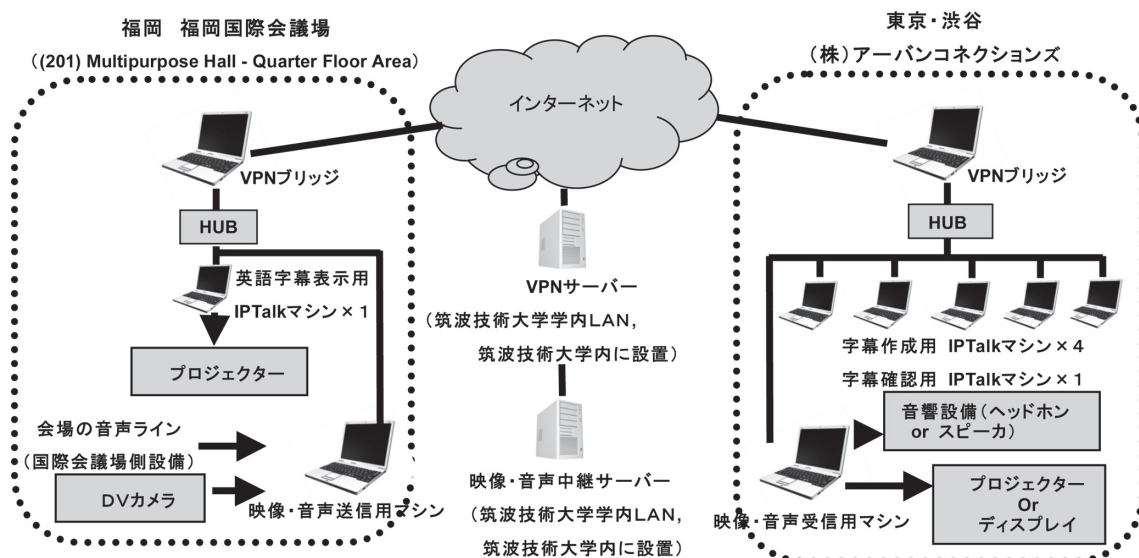 福岡 福岡国際会議場
((201) Multipurpose Hall - Quarter Floor Area)
VPNブリッジ
HUB
英語字幕表示用
IPTalkマシン×1
プロジェクター
会場の音声ライン
(国際会議場側設備)
DVカメラ
映像・音声送信用マシン
インターネット
VPNサーバー
(筑波技術大学学内LAN,
筑波技術大学内に設置)
映像・音声中継サーバー
(筑波技術大学学内LAN,
筑波技術大学内に設置)
東京・渋谷
(株)アーバンコネクションズ
VPNブリッジ
HUB
字幕作成用 IPTalkマシン×4
字幕確認用 IPTalkマシン×1
音響設備(ヘッドホン
or スピーカ)
映像・音声受信用マシン
プロジェクター
Or
ディスプレイ